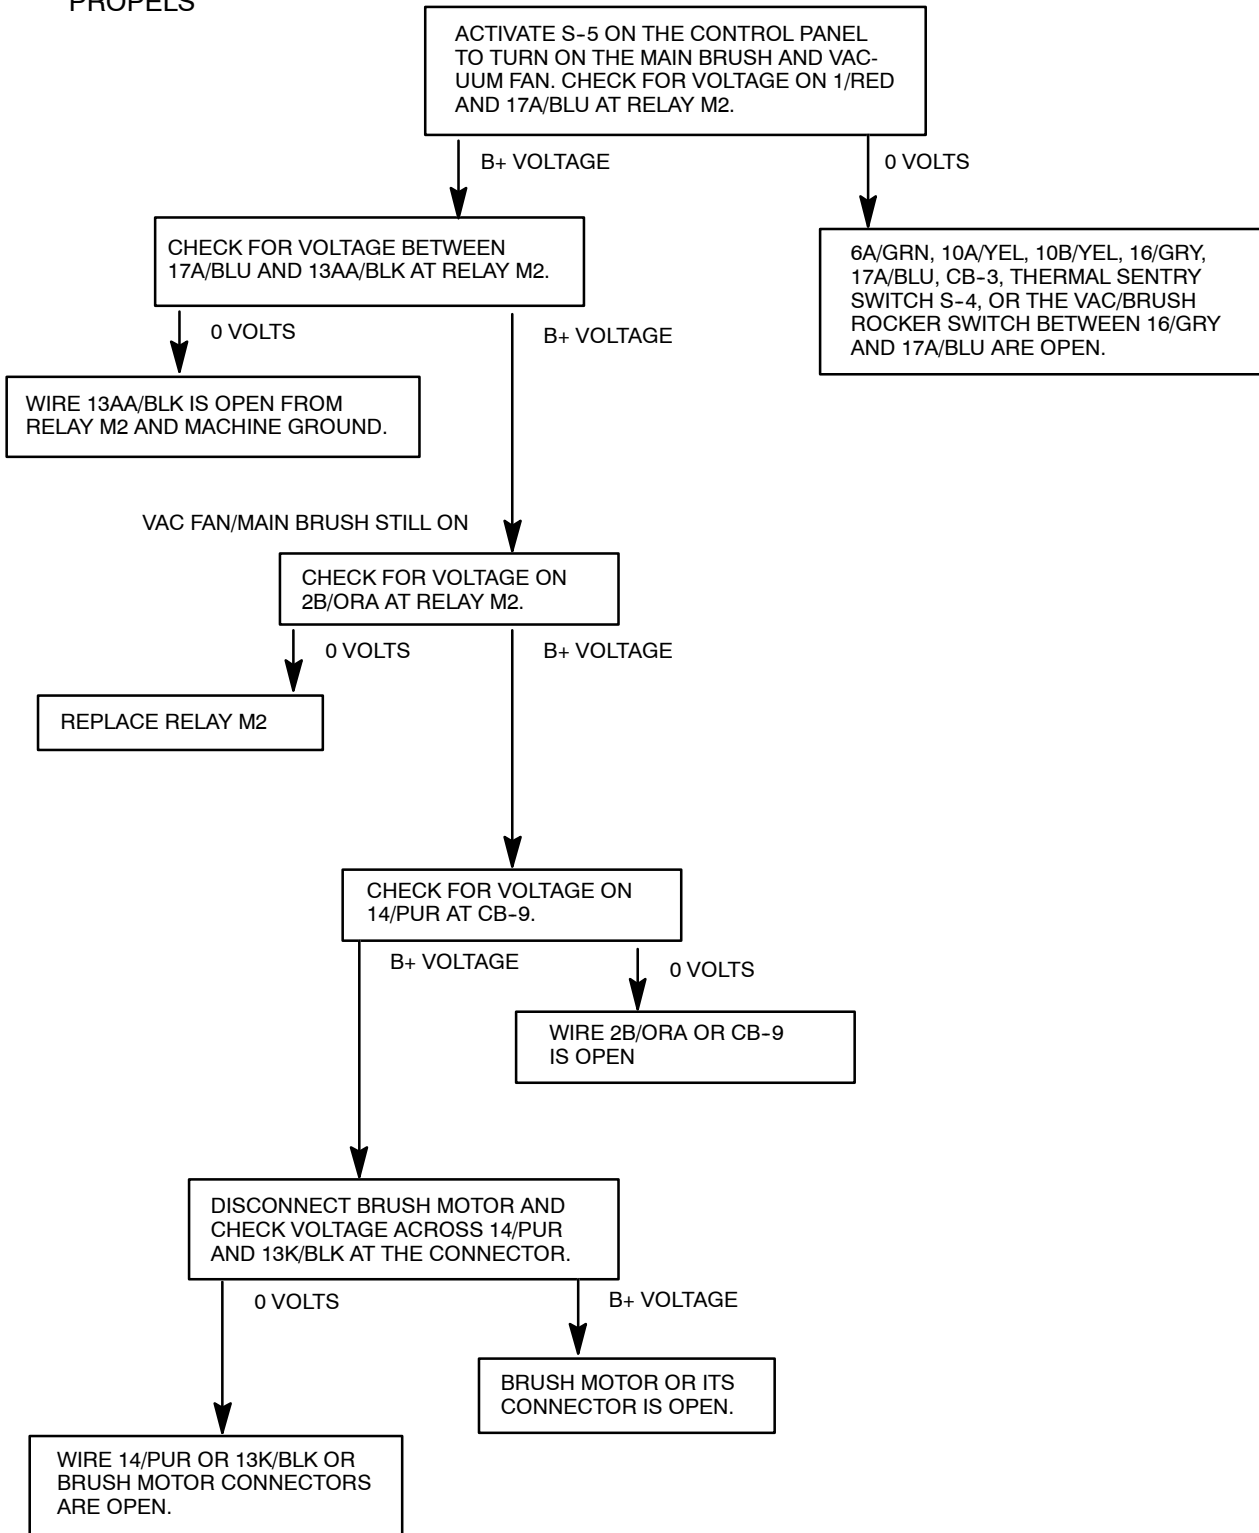 PROPELS
ACTIVATE S-5 ON THE CONTROL PANEL
TO TURN ON THE MAIN BRUSH AND VAC-
UUM FAN. CHECK FOR VOLTAGE ON 1/RED
AND 17A/BLU AT RELAY M2.
B+ VOLTAGE
0 VOLTS
CHECK FOR VOLTAGE BETWEEN
17A/BLU AND 13AA/BLK AT RELAY M2.
6A/GRN, 10A/YEL, 10B/YEL, 16/GRY,
17A/BLU, CB-3, THERMAL SENTRY
SWITCH S-4, OR THE VAC/BRUSH
ROCKER SWITCH BETWEEN 16/GRY
AND 17A/BLU ARE OPEN.
0 VOLTS
B+ VOLTAGE
WIRE 13AA/BLK IS OPEN FROM
RELAY M2 AND MACHINE GROUND.
VAC FAN/MAIN BRUSH STILL ON
CHECK FOR VOLTAGE ON
2B/ORA AT RELAY M2.
0 VOLTS
B+ VOLTAGE
REPLACE RELAY M2
CHECK FOR VOLTAGE ON
14/PUR AT CB-9.
B+ VOLTAGE
0 VOLTS
WIRE 2B/ORA OR CB-9
IS OPEN
DISCONNECT BRUSH MOTOR AND
CHECK VOLTAGE ACROSS 14/PUR
AND 13K/BLK AT THE CONNECTOR.
0 VOLTS
B+ VOLTAGE
BRUSH MOTOR OR ITS
CONNECTOR IS OPEN.
WIRE 14/PUR OR 13K/BLK OR
BRUSH MOTOR CONNECTORS
ARE OPEN.